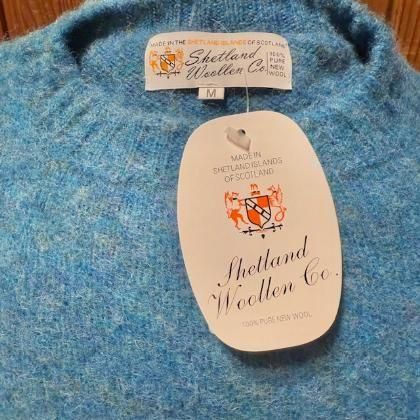 MADE IN THE SHETLAND ISLANDS OF SCOTLAND
Shetland
Woollen Co.
100%
PURE
NEW
WOOL
M
MADE IN
SHETLAND ISLANDS
OF SCOTLAND
Shetland
Woollen Co.
100% PURE NEW WOOL